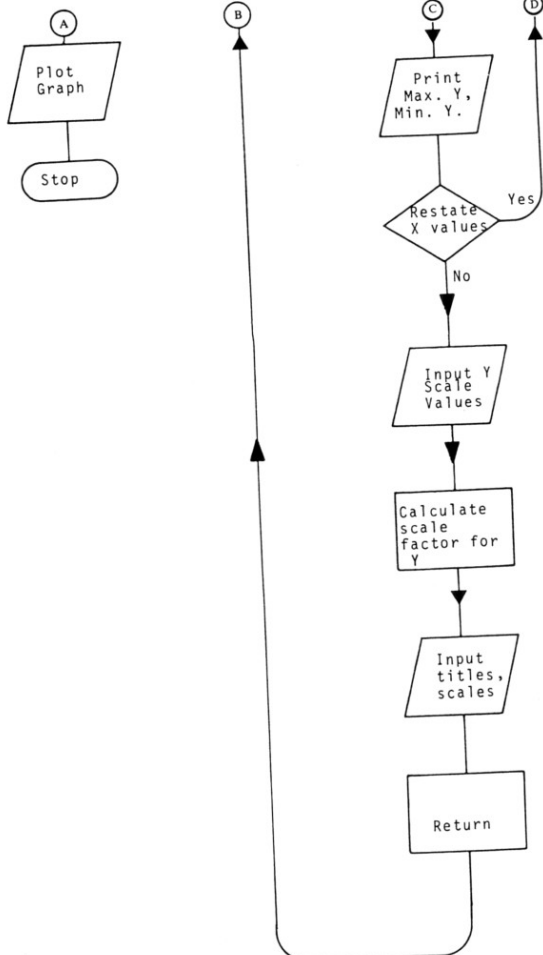 A
B
C
D
Plot
Graph
Stop
Print
Max. Y,
Min. Y.
Restate
X values
Yes
No
Input Y
Scale
Values
Calculate
scale
factor for
Y
Input
titles,
scales
Return